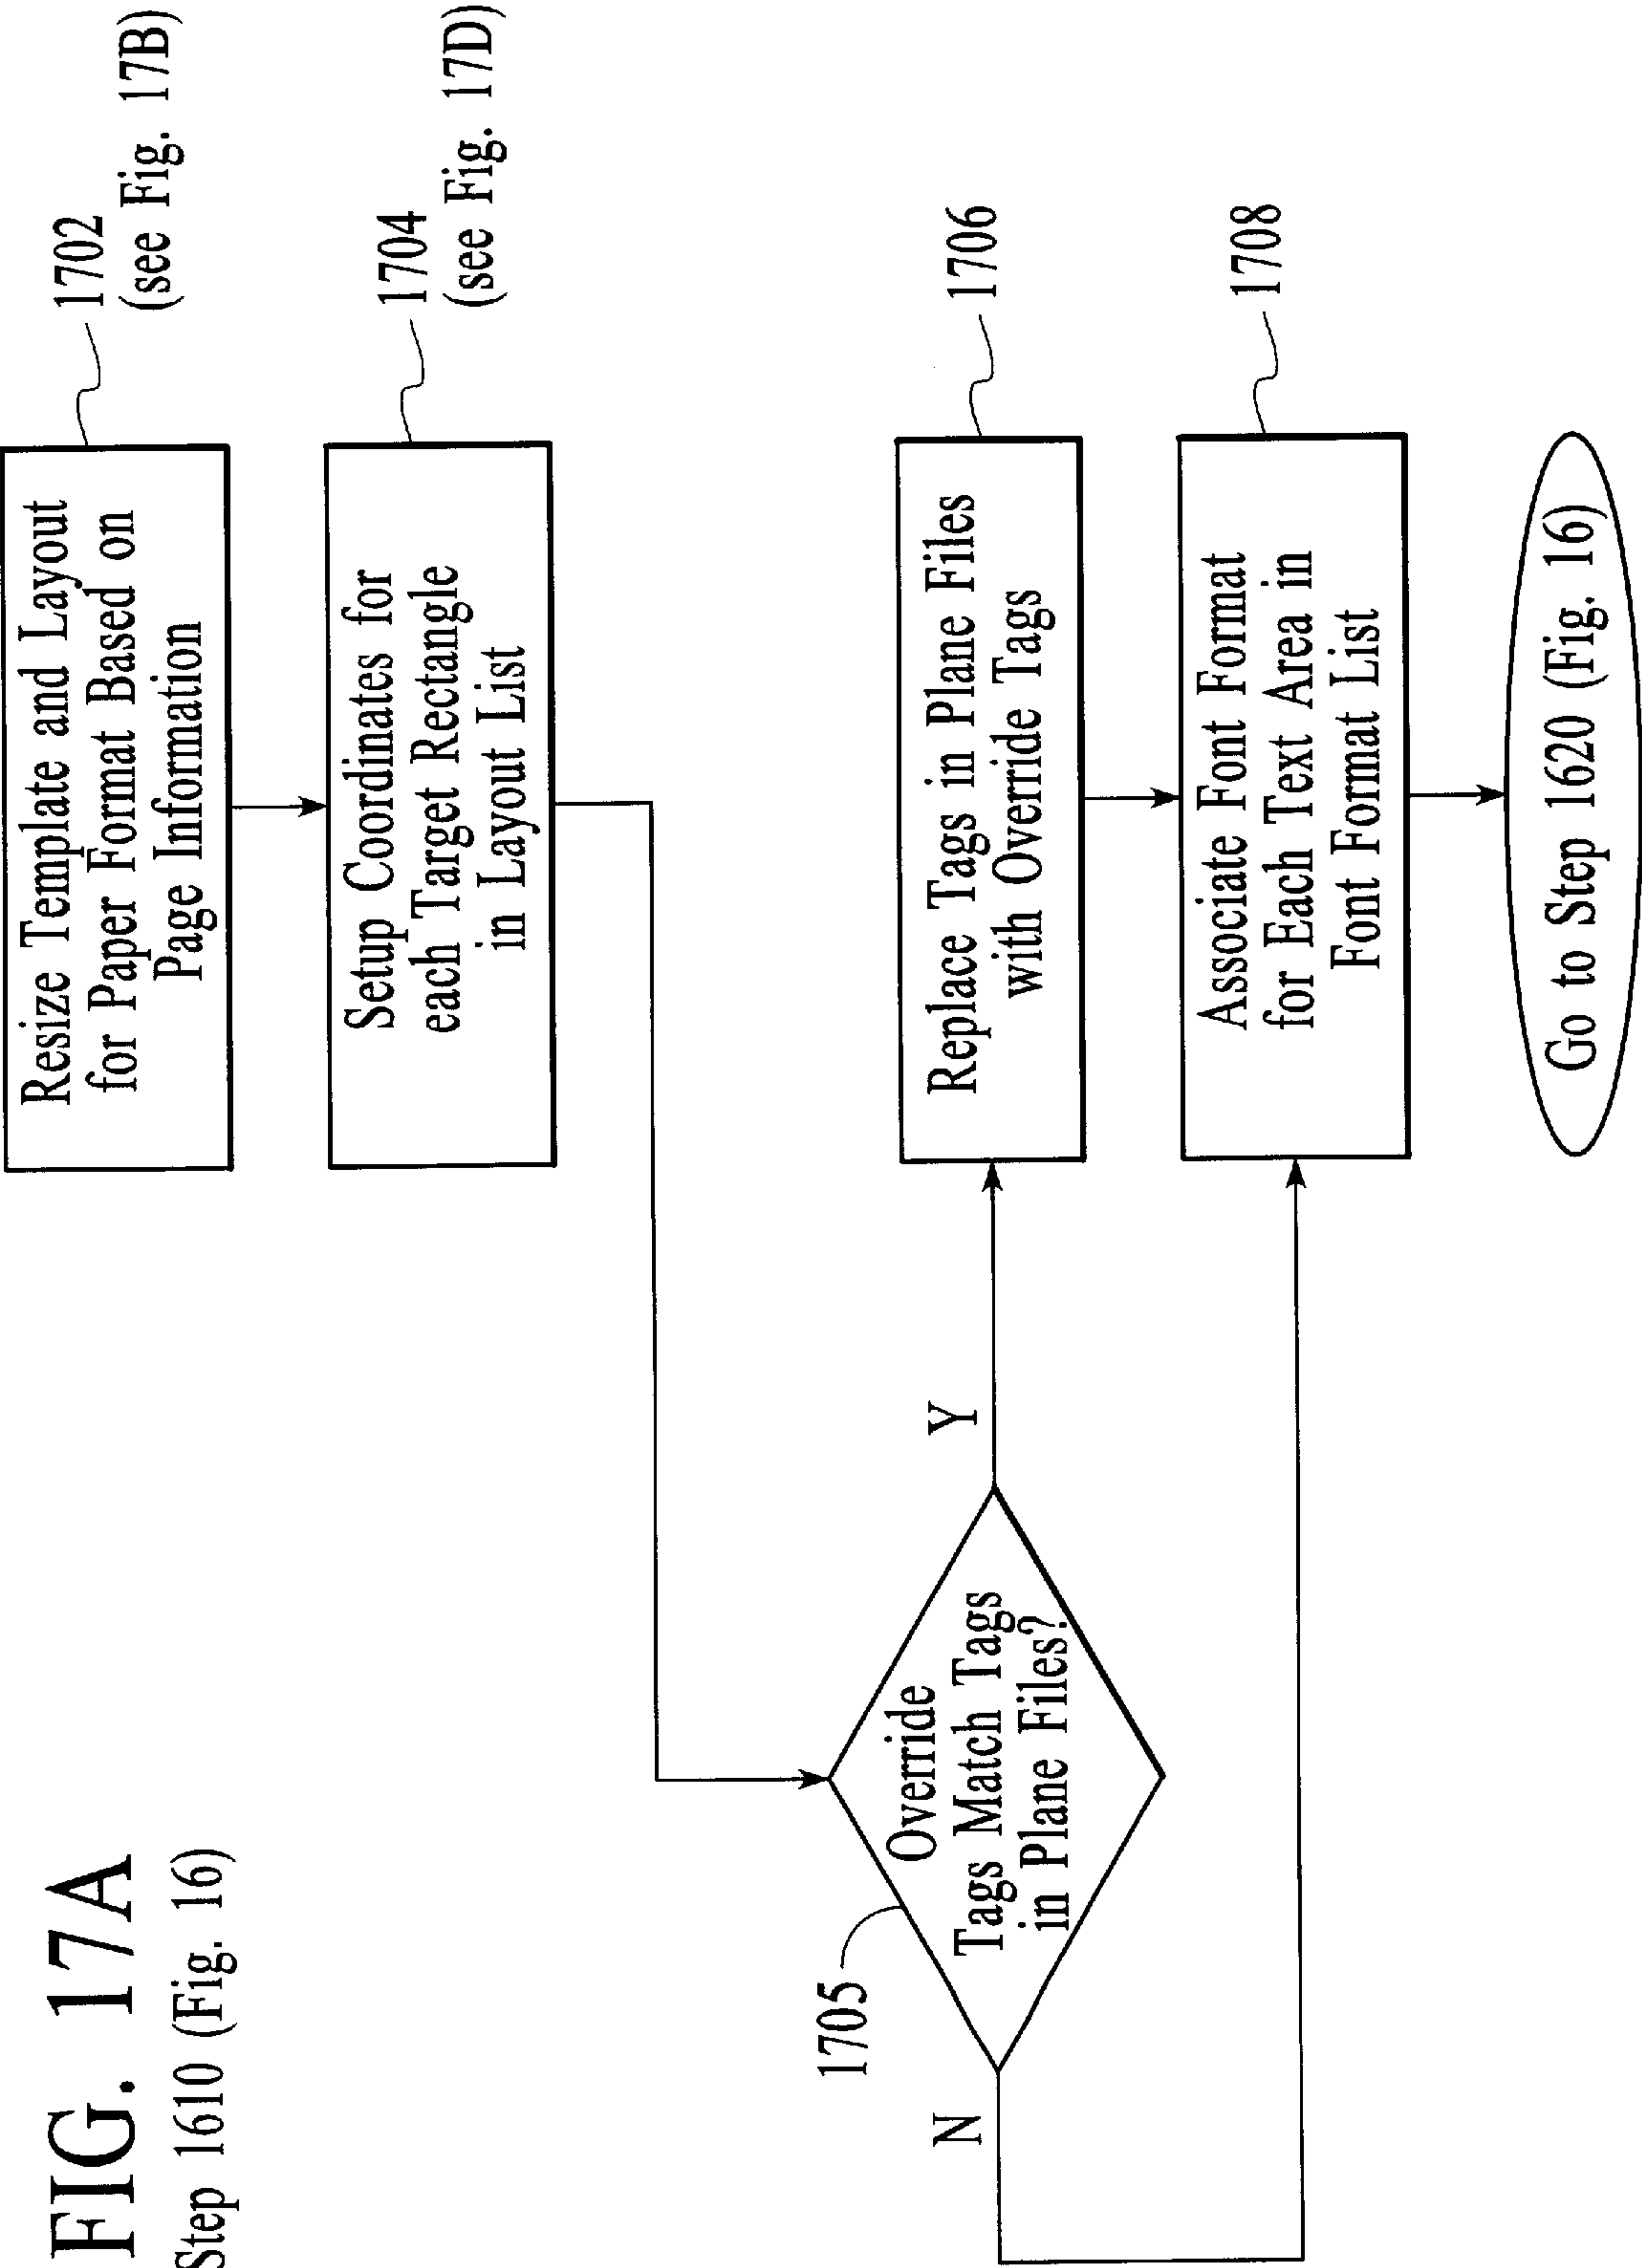 FIG. 17A
Step 1610 (Fig. 16)
Resize Template and Layout
for Paper Format Based on
Page Information
1702
(see Fig. 17B)
Setup Coordinates for
each Target Rectangle
in Layout List
1704
(see Fig. 17D)
1705
Override
Tags Match Tags
in Plane Files?
Y
N
Replace Tags in Plane Files
with Override Tags
1706
Associate Font Format
for Each Text Area in
Font Format List
1708
Go to Step 1620 (Fig. 16)